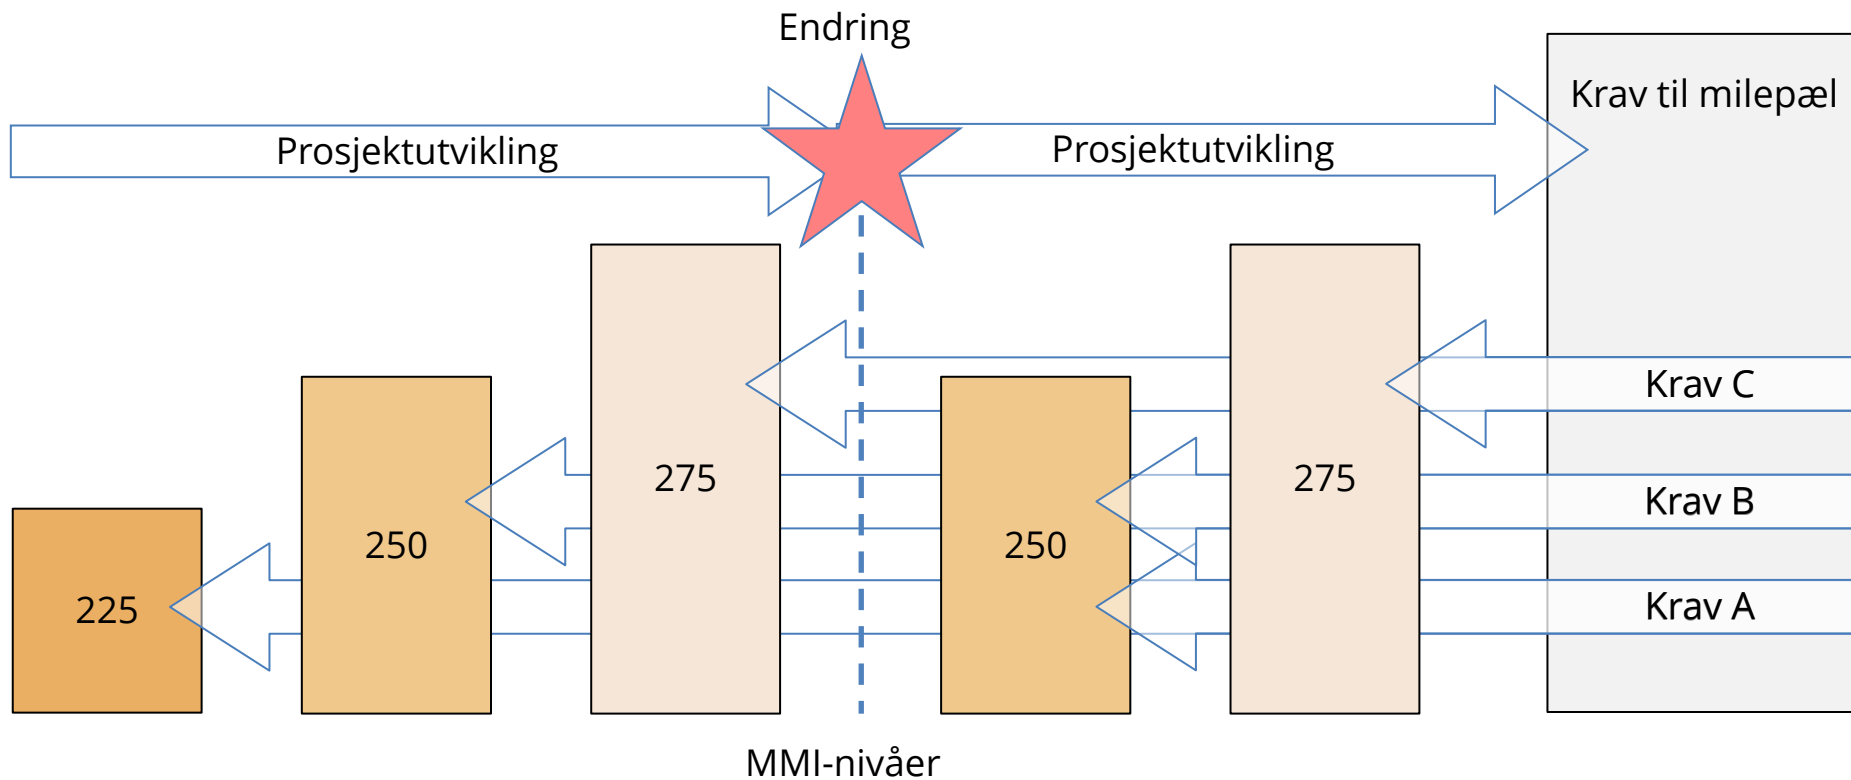 Endring
Krav til milepæl
Prosjektutvikling
Prosjektutvikling
Krav C
275
275
Krav B
250
250
225
Krav A
MMI-nivåer